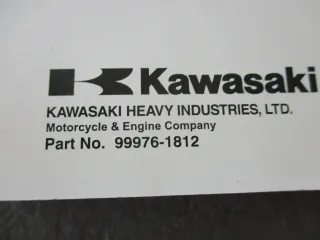 Kawasaki
KAWASAKI HEAVY INDUSTRIES, LTD.
Motorcycle & Engine Company
Part No. 99976-1812